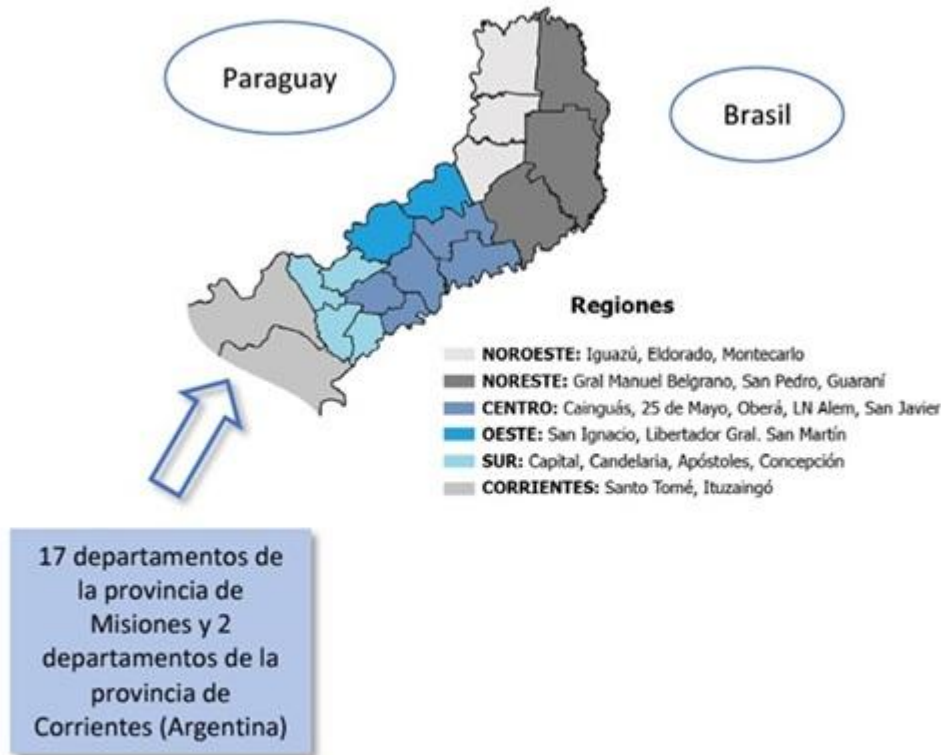 Paraguay
Brasil
Regiones
NOROESTE: Iguazú, Eldorado, Montecarlo
NORESTE: Gral Manuel Belgrano, San Pedro, Guaraní
CENTRO: Cainguás, 25 de Mayo, Oberá, LN Alem, San Javier
OESTE: San Ignacio, Libertador Gral. San Martín
SUR: Capital, Candelaria, Apóstoles, Concepción
CORRIENTES: Santo Tomé, Ituzaingó
17 departamentos de
la provincia de
Misiones y 2
departamentos de la
provincia de
Corrientes (Argentina)